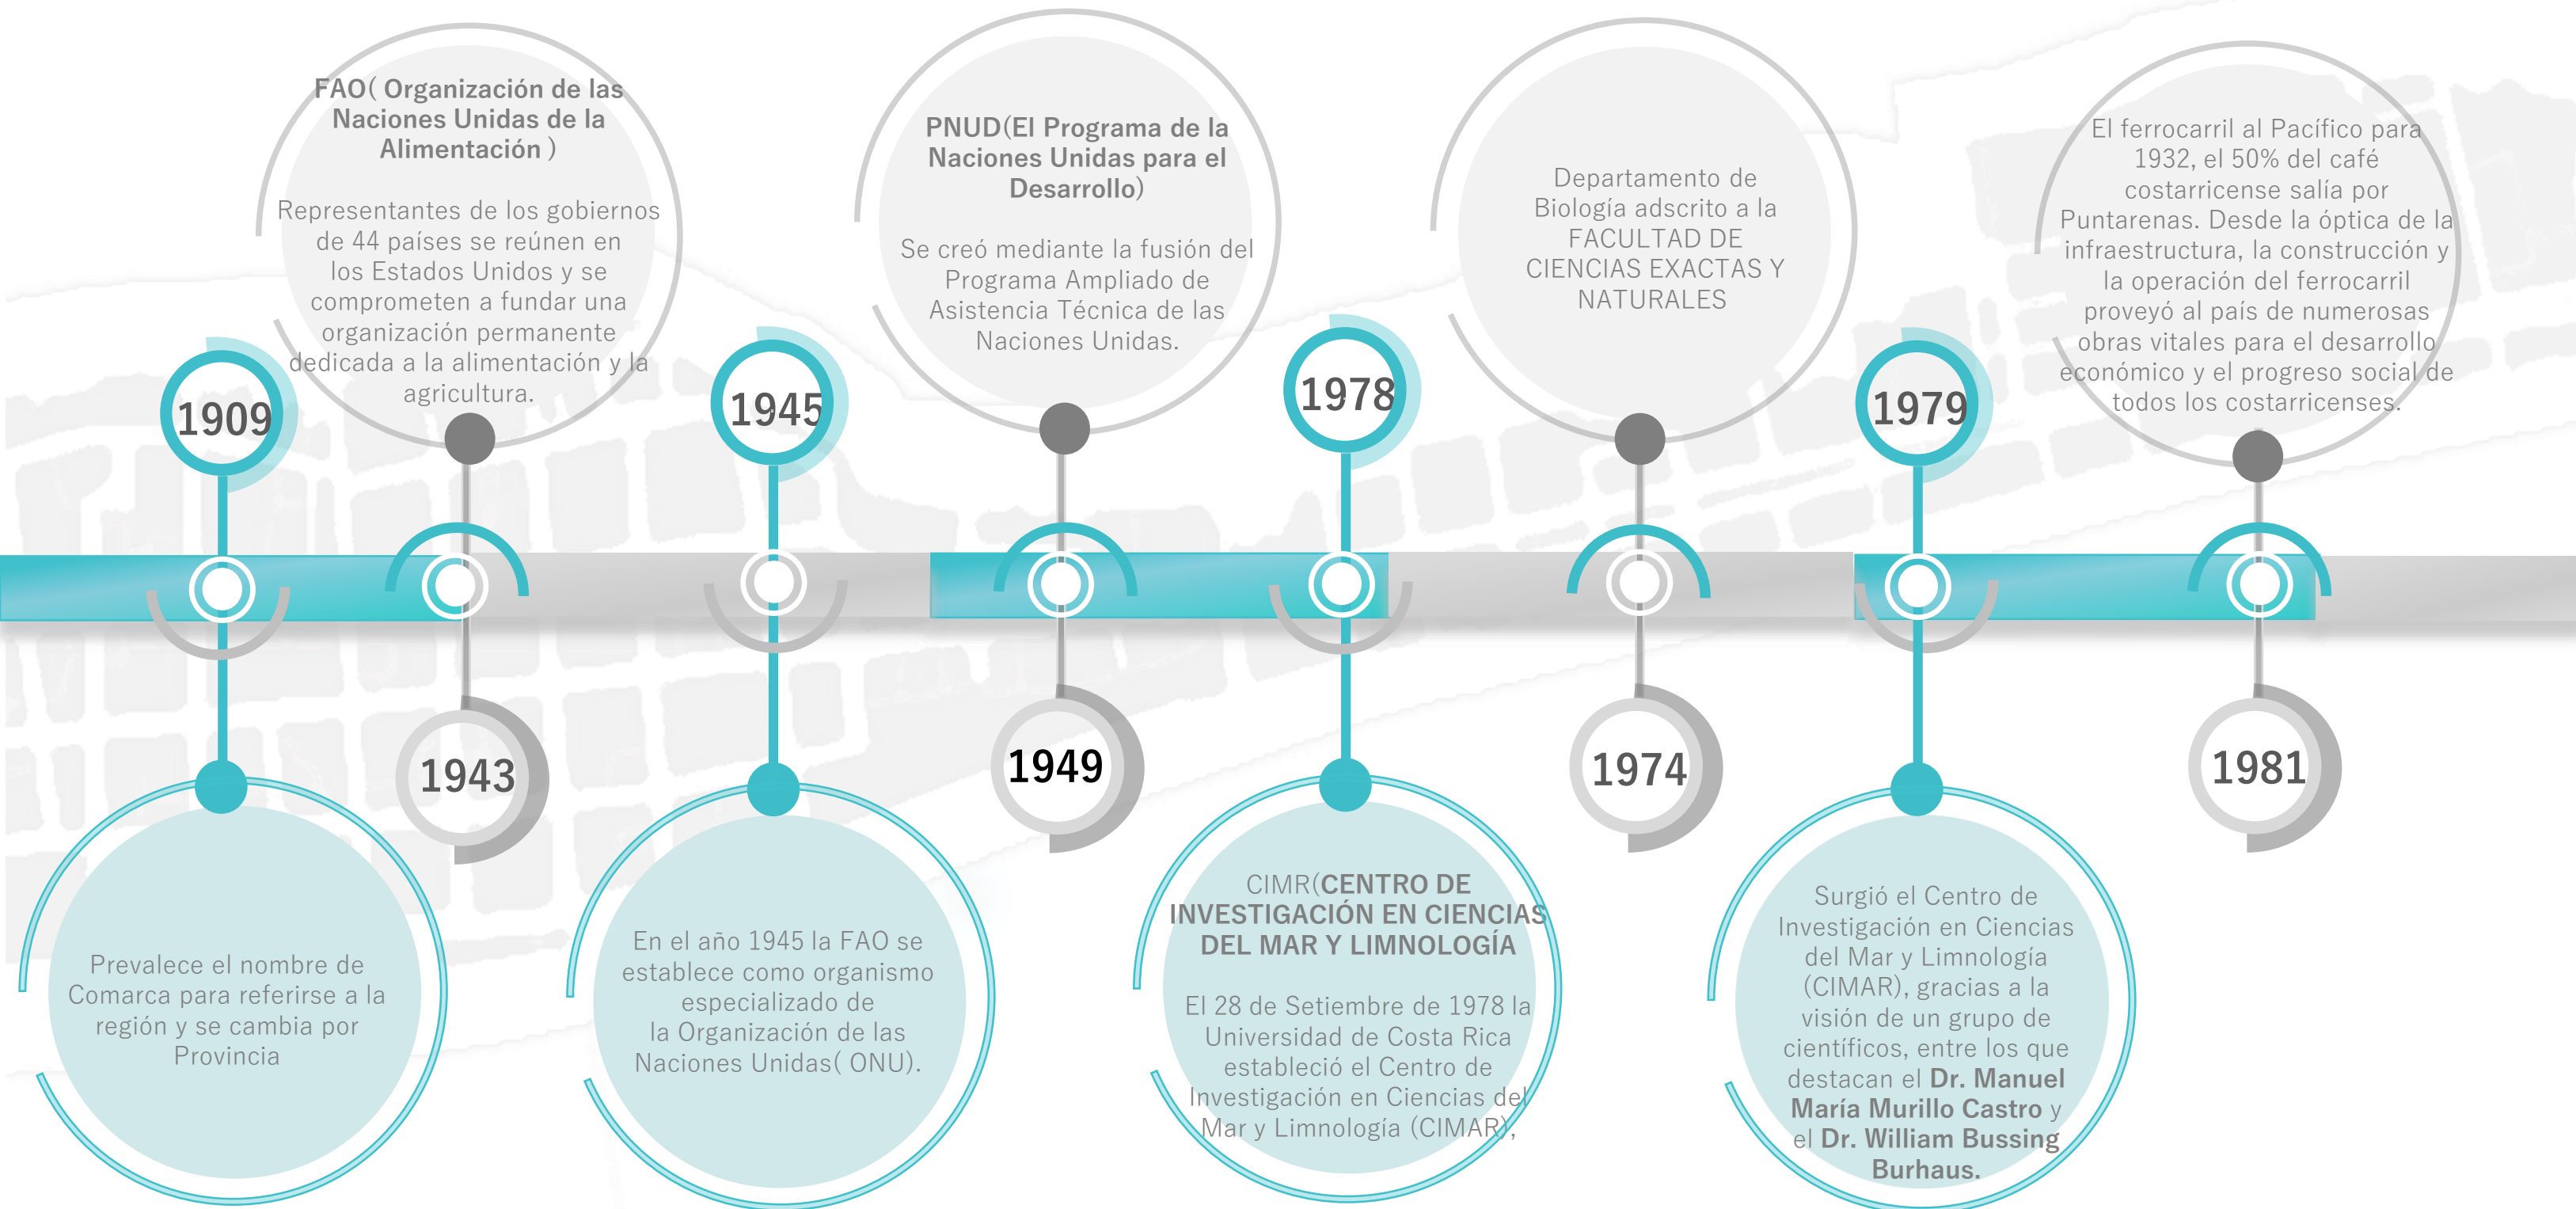 1909
Prevalece el nombre de
Comarca para referirse a la
región y se cambia por
Provincia
FAO( Organización de las
Naciones Unidas de la
Alimentación )
Representantes de los gobiernos
de 44 países se reúnen en
los Estados Unidos y se
comprometen a fundar una
organización permanente
dedicada a la alimentación y la
agricultura.
1943
1945
En el año 1945 la FAO se
establece como organismo
especializado de
la Organización de las
Naciones Unidas( ONU).
PNUD(El Programa de la
Naciones Unidas para el
Desarrollo)
Se creó mediante la fusión del
Programa Ampliado de
Asistencia Técnica de las
Naciones Unidas.
1949
1978
CIMR(CENTRO DE
INVESTIGACIÓN EN CIENCIAS
DEL MAR Y LIMNOLOGÍA
El 28 de Setiembre de 1978 la
Universidad de Costa Rica
estableció el Centro de
Investigación en Ciencias del
Mar y Limnología (CIMAR),
Departamento de
Biología adscrito a la
FACULTAD DE
CIENCIAS EXACTAS Y
NATURALES
1974
1979
Surgió el Centro de
Investigación en Ciencias
del Mar y Limnología
(CIMAR), gracias a la
visión de un grupo de
científicos, entre los que
destacan el Dr. Manuel
María Murillo Castro y
el Dr. William Bussing
Burhaus.
El ferrocarril al Pacífico para
1932, el 50% del café
costarricense salía por
Puntarenas. Desde la óptica de la
infraestructura, la construcción y
la operación del ferrocarril
proveyó al país de numerosas
obras vitales para el desarrollo
económico y el progreso social de
todos los costarricenses.
1981